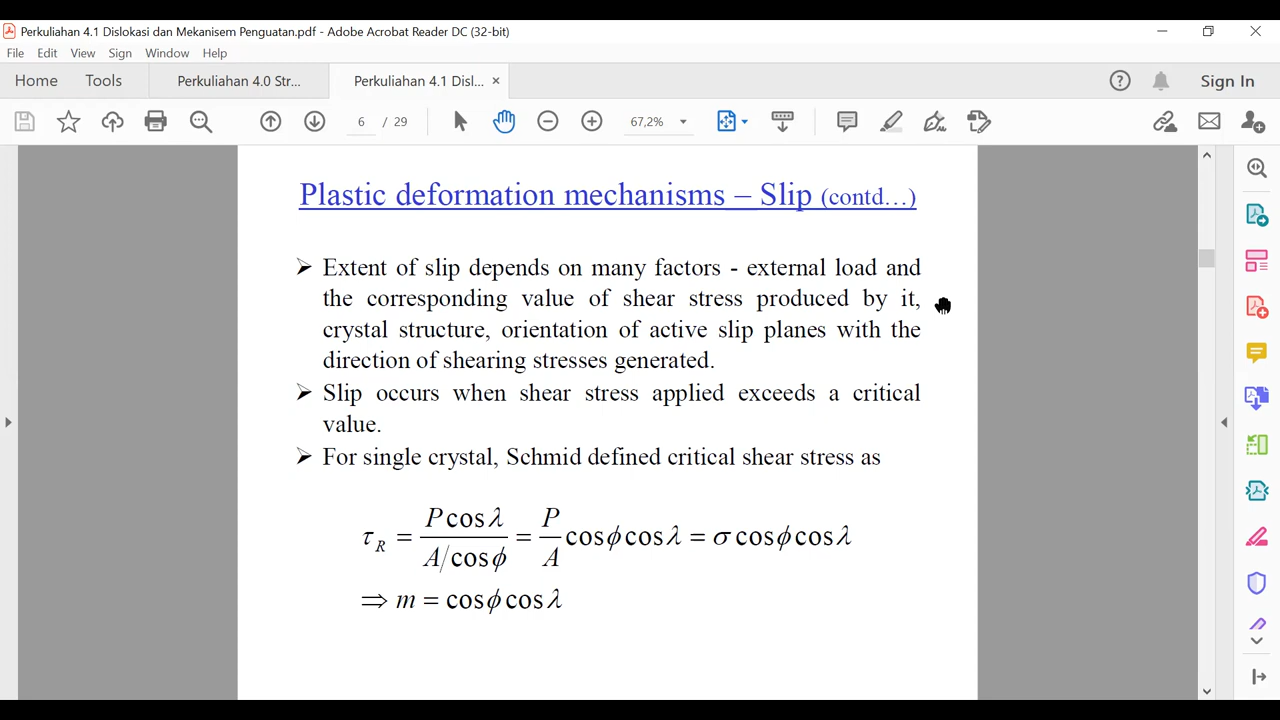 Perkuliahan 4.1 Dislokasi dan Mekanisem Penguatan.pdf - Adobe Acrobat Reader DC (32-bit)
File Edit View Sign Window Help
Home Tools Perkuliahan 4.0 Str... Perkuliahan 4.1 Disl... × Sign In
6 / 29 67,2%
Plastic deformation mechanisms – Slip (contd…)
➢ Extent of slip depends on many factors - external load and
the corresponding value of shear stress produced by it,
crystal structure, orientation of active slip planes with the
direction of shearing stresses generated.
➢ Slip occurs when shear stress applied exceeds a critical
value.
➢ For single crystal, Schmid defined critical shear stress as
τ_R = (P cos λ)/(A/cos ϕ) = P/A cos ϕ cos λ = σ cos ϕ cos λ
⇒ m = cos ϕ cos λ